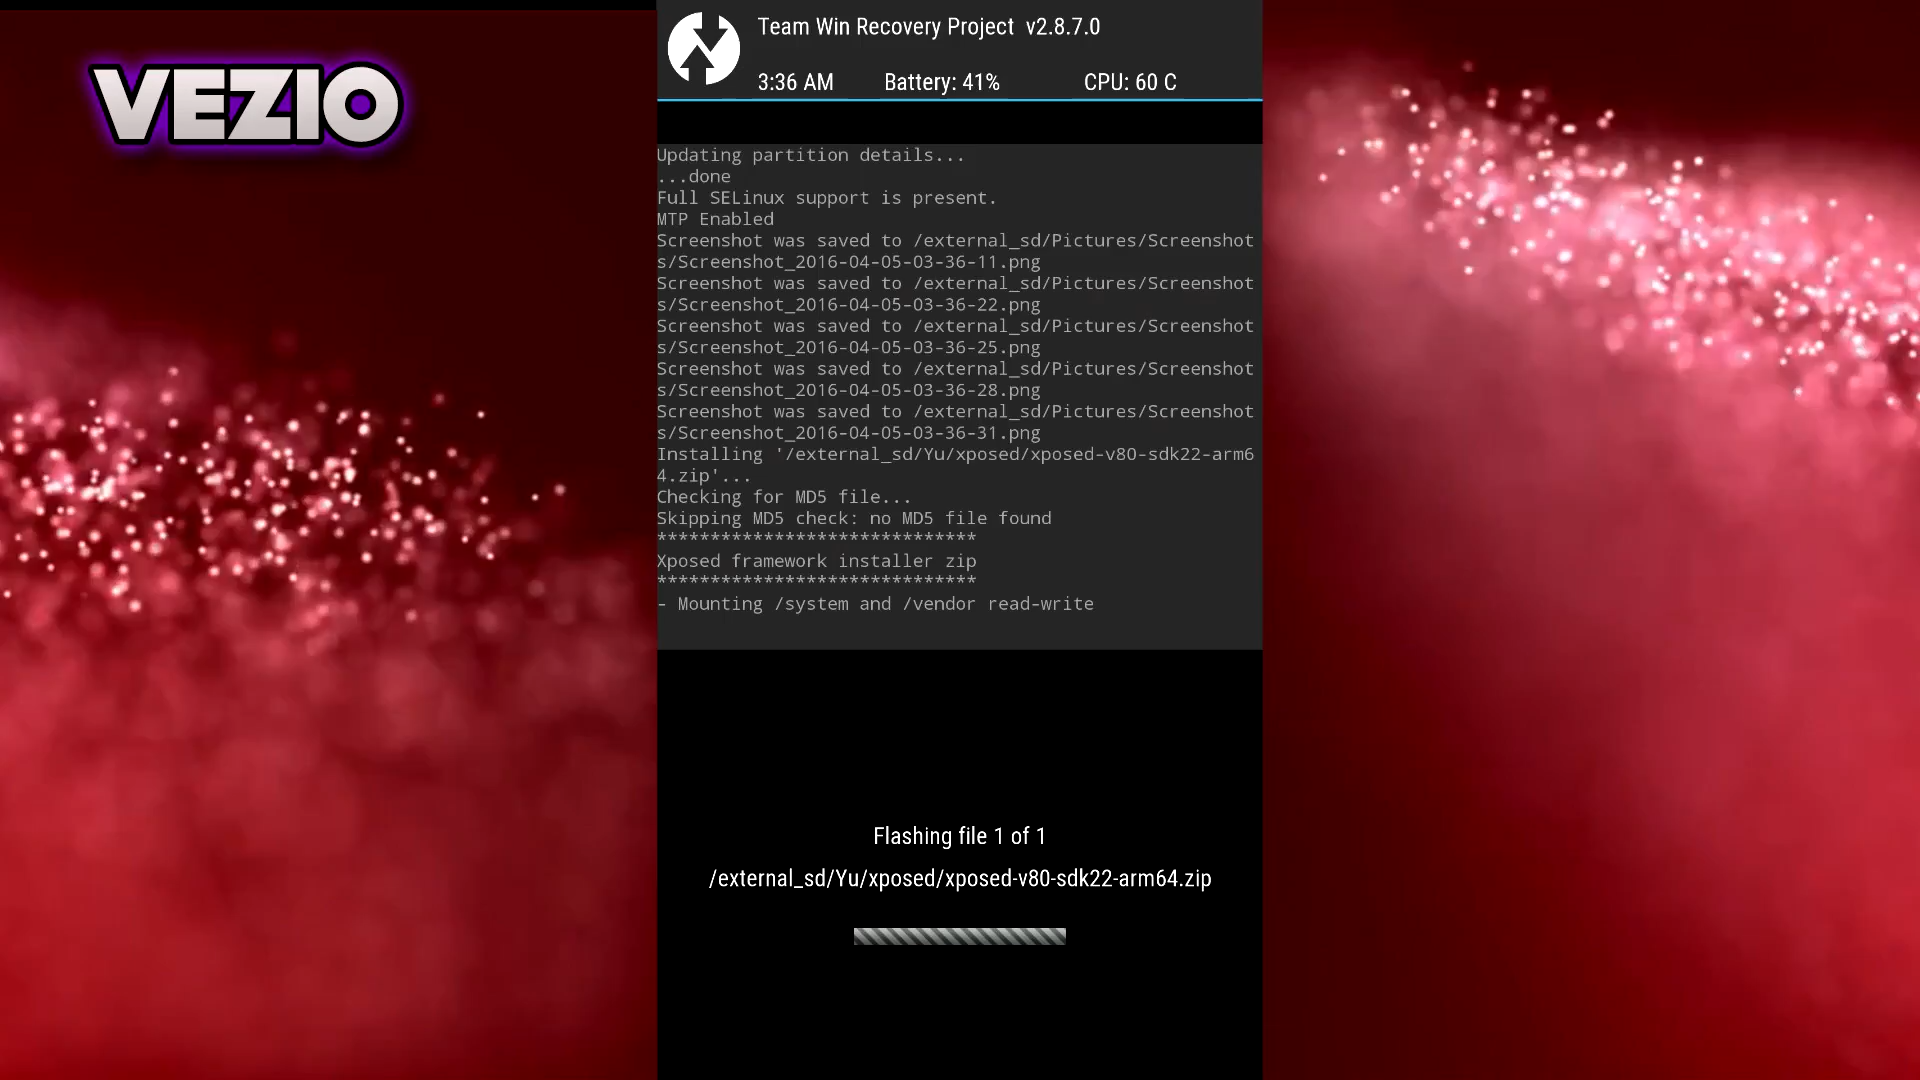 VEZIO
Team Win Recovery Project v2.8.7.0
3:36 AM Battery: 41% CPU: 60 C
Updating partition details...
...done
Full SELinux support is present.
MTP Enabled
Screenshot was saved to /external_sd/Pictures/Screenshot
s/Screenshot_2016-04-05-03-36-11.png
Screenshot was saved to /external_sd/Pictures/Screenshot
s/Screenshot_2016-04-05-03-36-22.png
Screenshot was saved to /external_sd/Pictures/Screenshot
s/Screenshot_2016-04-05-03-36-25.png
Screenshot was saved to /external_sd/Pictures/Screenshot
s/Screenshot_2016-04-05-03-36-28.png
Screenshot was saved to /external_sd/Pictures/Screenshot
s/Screenshot_2016-04-05-03-36-31.png
Installing '/external_sd/Yu/xposed/xposed-v80-sdk22-arm6
4.zip'...
Checking for MD5 file...
Skipping MD5 check: no MD5 file found
******************************
Xposed framework installer zip
******************************
- Mounting /system and /vendor read-write
Flashing file 1 of 1
/external_sd/Yu/xposed/xposed-v80-sdk22-arm64.zip